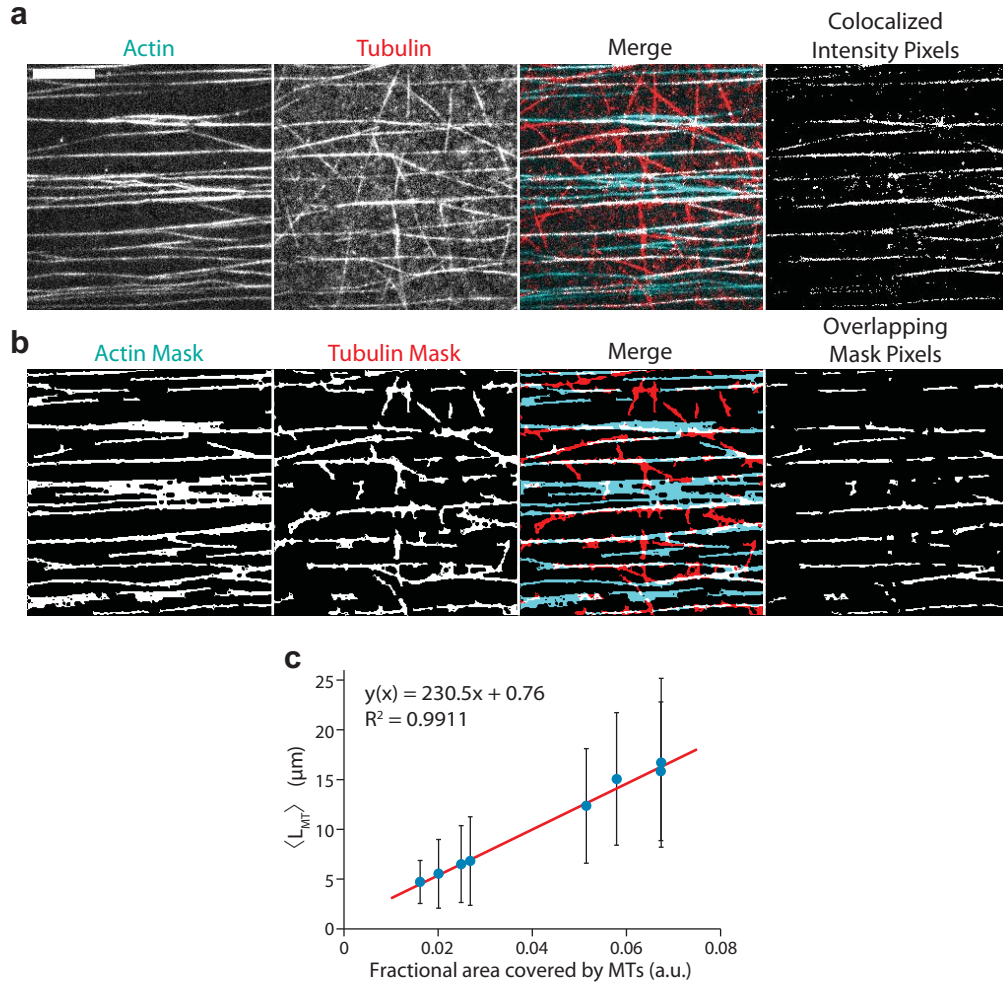 a
Actin
Tubulin
Merge
Colocalized
Intensity Pixels
b
Actin Mask
Tubulin Mask
Merge
Overlapping
Mask Pixels
c
y(x) = 230.5x + 0.76
R² = 0.9911
25
20
15
10
5
0
⟨L_MT⟩ (µm)
0
0.02
0.04
0.06
0.08
Fractional area covered by MTs (a.u.)